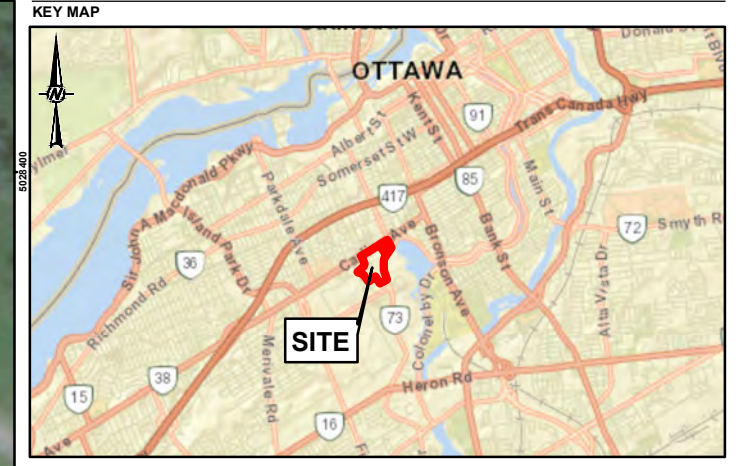 KEY MAP
OTTAWA
Trans Canada Hwy
Kent St
91
Albert St
Somerset St W
Sir John A Macdonald Pkwy
Island Park Dr
Parkdale Ave
417
85
Main St
Bank St
72
Smyth R
5028400
36
Richmond Rd
Ave
Bronson Ave
Colonel by Dr
Alta Vista Dr
73
SITE
Merivale Rd
38
15
Heron Rd
16
Ave